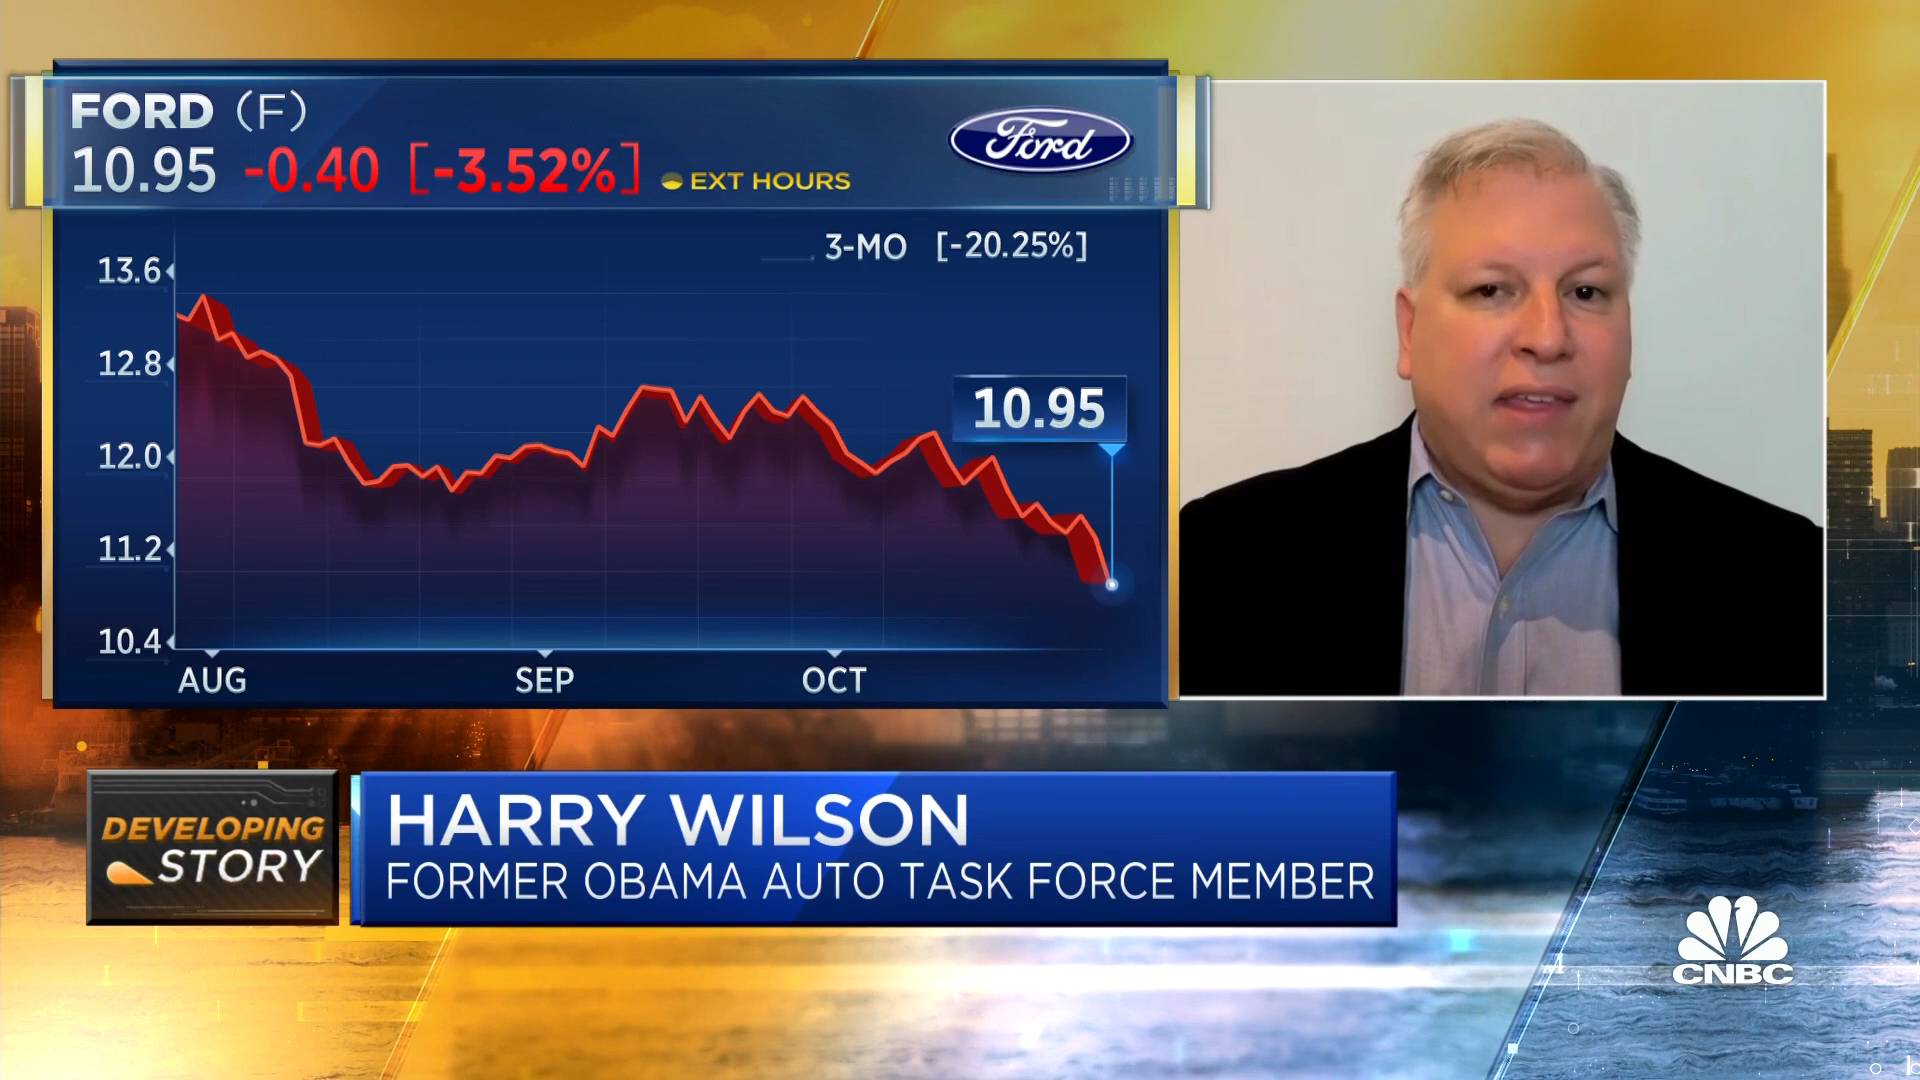 FORD (F)
10.95 -0.40 [-3.52%] EXT HOURS
Ford
3-MO [-20.25%]
13.6
12.8
12.0
11.2
10.4
10.95
AUG SEP OCT
DEVELOPING
STORY
HARRY WILSON
FORMER OBAMA AUTO TASK FORCE MEMBER
CNBC